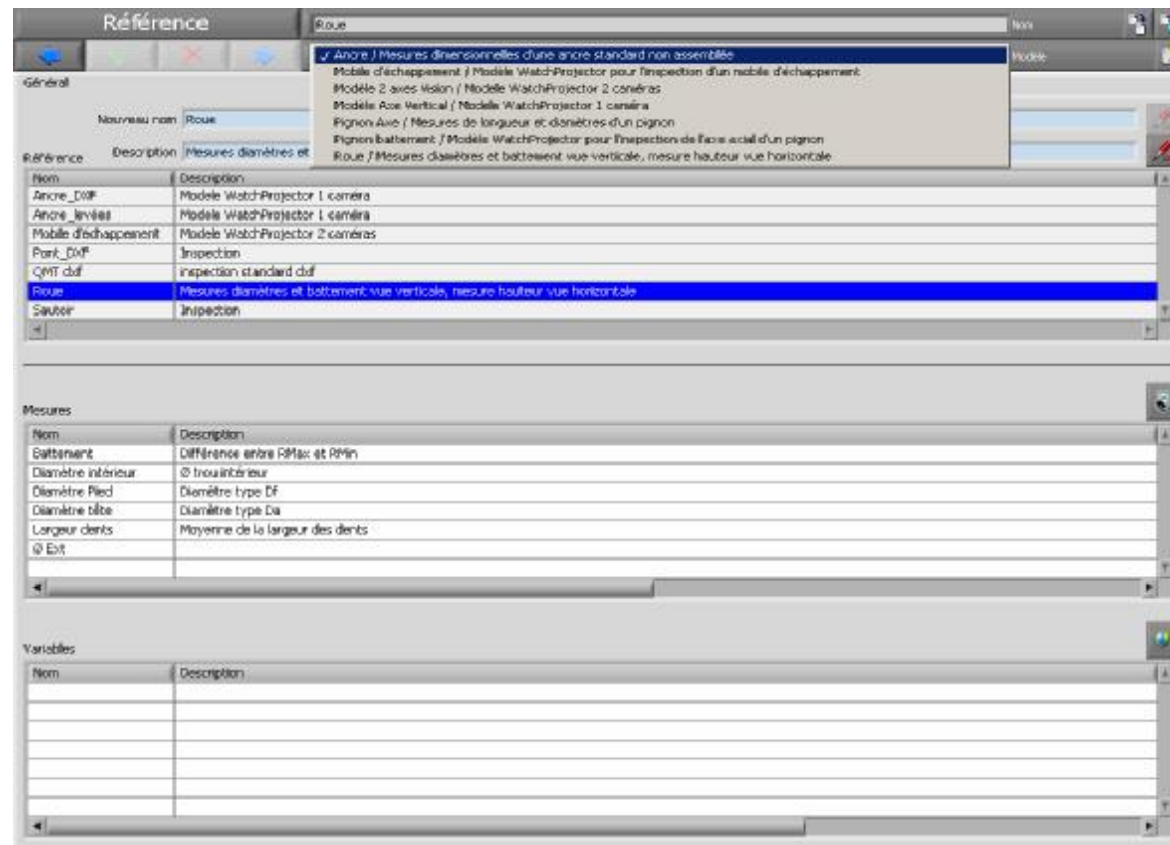 Référence
Roue
Nom
✓ Ancre / Mesures dimensionnelles d'une ancre standard non assemblée
Modèle
Mobile d'échappement / Modèle WatchProjector pour l'inspection d'un mobile d'échappement
Modèle 2 axes Vision / Modele WatchProjector 2 caméras
Modèle Axe Vertical / Modele WatchProjector 1 caméra
Pignon Axe / Mesures de longueur et diamètres d'un pignon
Pignon battement / Modèle WatchProjector pour l'inspection de l'axe axial d'un pignon
Roue / Mesures diamètres et battement vue verticale, mesure hauteur vue horizontale
Général
Nouveau nom Roue
Description Mesures diamètres et
Référence
Nom Description
Ancre_DXF Modele WatchProjector 1 caméra
Ancre_levées Modele WatchProjector 1 caméra
Mobile d'échappement Modele WatchProjector 2 caméras
Pont_DXF Inspection
QMT dxf inspection standard dxf
Roue Mesures diamètres et battement vue verticale, mesure hauteur vue horizontale
Sautoir Inspection
Mesures
Nom Description
Battement Différence entre RMax et RMin
Diamètre intérieur Ø trou intérieur
Diamètre Pied Diamètre type Df
Diamètre tête Diamètre type Da
Largeur dents Moyenne de la largeur des dents
Ø Ext
Variables
Nom Description